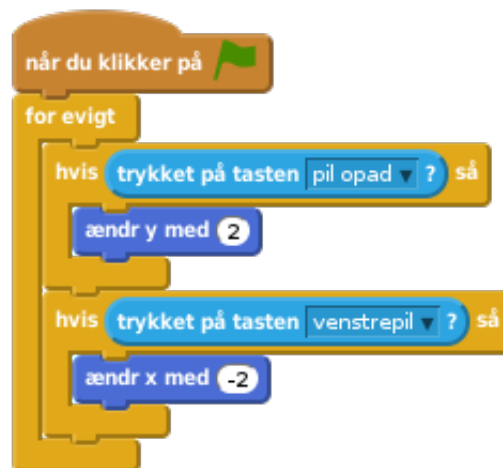 når du klikker på
for evigt
hvis trykket på tasten pil opad ? så
ændr y med 2
hvis trykket på tasten venstrepil ? så
ændr x med -2